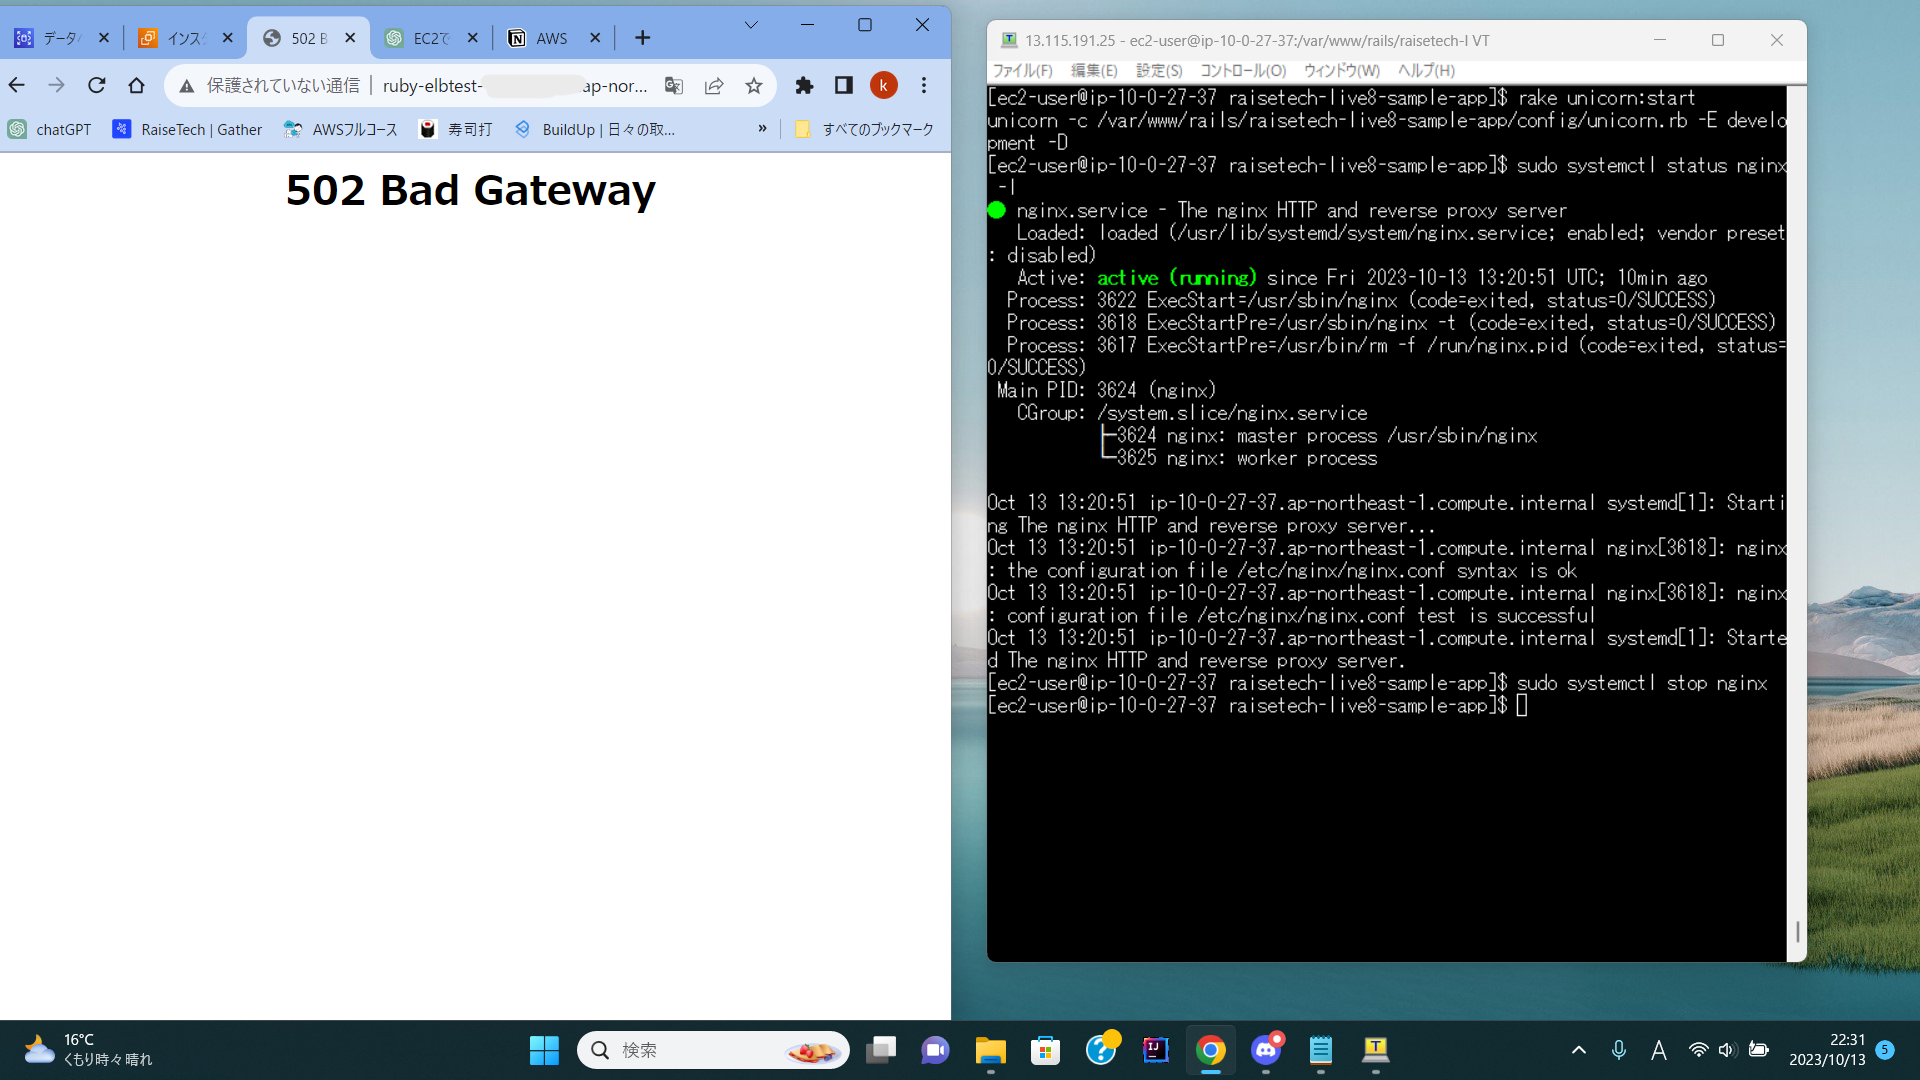 データ
インス
502 B
EC2で
AWS
保護されていない通信
ruby-elbtest-
ap-nor...
chatGPT
RaiseTech | Gather
AWSフルコース
寿司打
BuildUp | 日々の取...
»
すべてのブックマーク
502 Bad Gateway
13.115.191.25 - ec2-user@ip-10-0-27-37:/var/www/rails/raisetech-l VT
ファイル(F) 編集(E) 設定(S) コントロール(O) ウィンドウ(W) ヘルプ(H)
[ec2-user@ip-10-0-27-37 raisetech-live8-sample-app]$ rake unicorn:start
unicorn -c /var/www/rails/raisetech-live8-sample-app/config/unicorn.rb -E develo
pment -D
[ec2-user@ip-10-0-27-37 raisetech-live8-sample-app]$ sudo systemctl status nginx
 -l
● nginx.service - The nginx HTTP and reverse proxy server
Loaded: loaded (/usr/lib/systemd/system/nginx.service; enabled; vendor preset
: disabled)
Active: active (running) since Fri 2023-10-13 13:20:51 UTC; 10min ago
Process: 3622 ExecStart=/usr/sbin/nginx (code=exited, status=0/SUCCESS)
Process: 3618 ExecStartPre=/usr/sbin/nginx -t (code=exited, status=0/SUCCESS)
Process: 3617 ExecStartPre=/usr/bin/rm -f /run/nginx.pid (code=exited, status=
0/SUCCESS)
Main PID: 3624 (nginx)
CGroup: /system.slice/nginx.service
├─3624 nginx: master process /usr/sbin/nginx
└─3625 nginx: worker process
Oct 13 13:20:51 ip-10-0-27-37.ap-northeast-1.compute.internal systemd[1]: Starti
ng The nginx HTTP and reverse proxy server...
Oct 13 13:20:51 ip-10-0-27-37.ap-northeast-1.compute.internal nginx[3618]: nginx
: the configuration file /etc/nginx/nginx.conf syntax is ok
Oct 13 13:20:51 ip-10-0-27-37.ap-northeast-1.compute.internal nginx[3618]: nginx
: configuration file /etc/nginx/nginx.conf test is successful
Oct 13 13:20:51 ip-10-0-27-37.ap-northeast-1.compute.internal systemd[1]: Starte
d The nginx HTTP and reverse proxy server.
[ec2-user@ip-10-0-27-37 raisetech-live8-sample-app]$ sudo systemctl stop nginx
[ec2-user@ip-10-0-27-37 raisetech-live8-sample-app]$
16°C
くもり時々晴れ
検索
A
22:31
2023/10/13
5